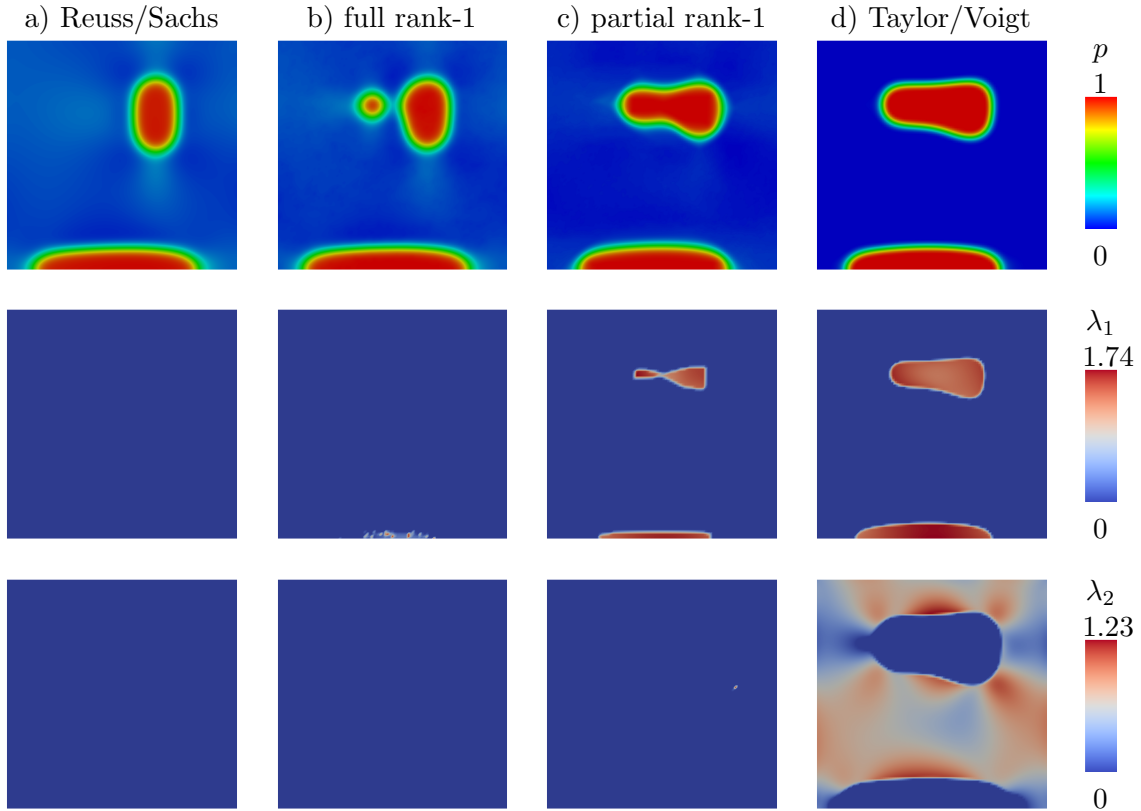 a) Reuss/Sachs b) full rank-1 c) partial rank-1 d) Taylor/Voigt
p
1
0
λ₁
1.74
0
λ₂
1.23
0